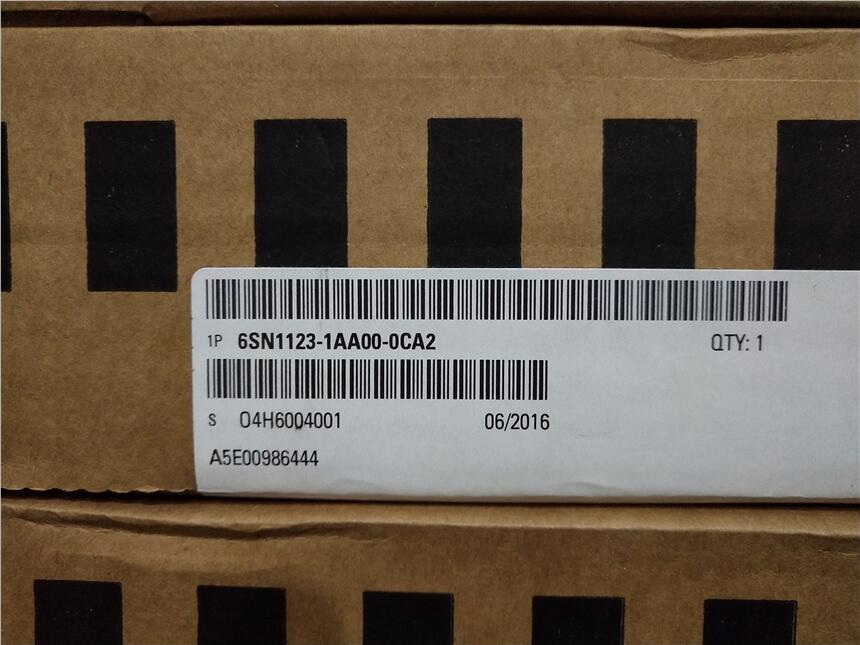 1P 6SN1123-1AA00-0CA2 QTY: 1
S O4H6004001 06/2016
A5E00986444